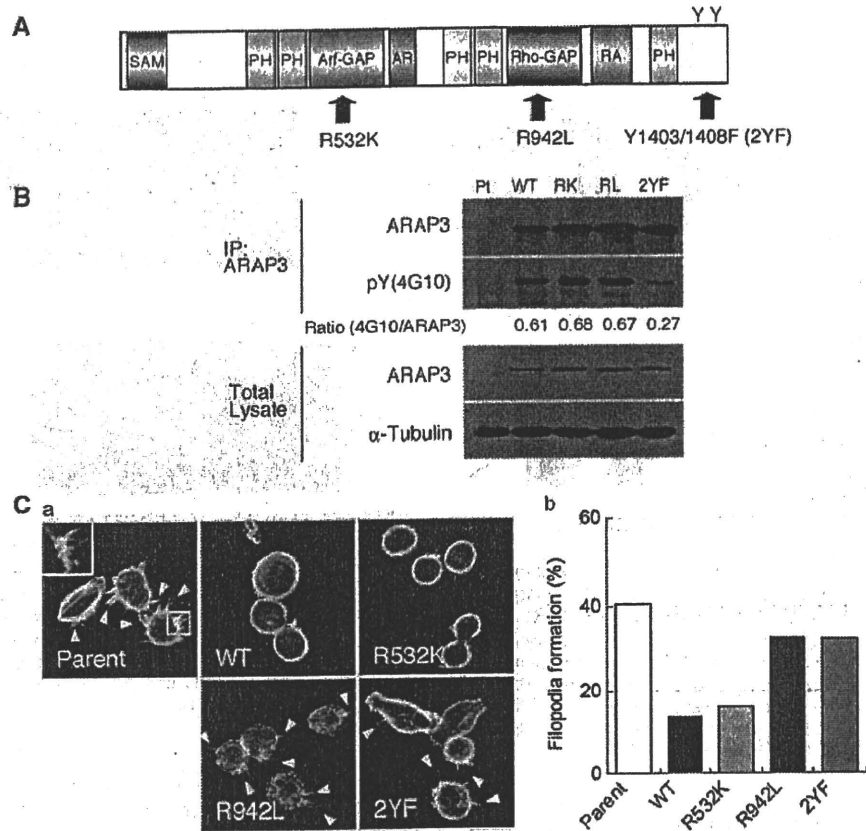 A
Y Y
SAM PH PH Arf-GAP AR PH PH Rho-GAP RA PH
R532K R942L Y1403/1408F (2YF)
B
Pt WT RK RL 2YF
IP:
ARAP3
ARAP3
pY(4G10)
Ratio (4G10/ARAP3) 0.61 0.68 0.67 0.27
Total
Lysate
ARAP3
α-Tubulin
C
a
Parent
WT
R532K
R942L
2YF
b
Filopodia formation (%)
60
40
20
0
Parent
WT
R532K
R942L
2YF